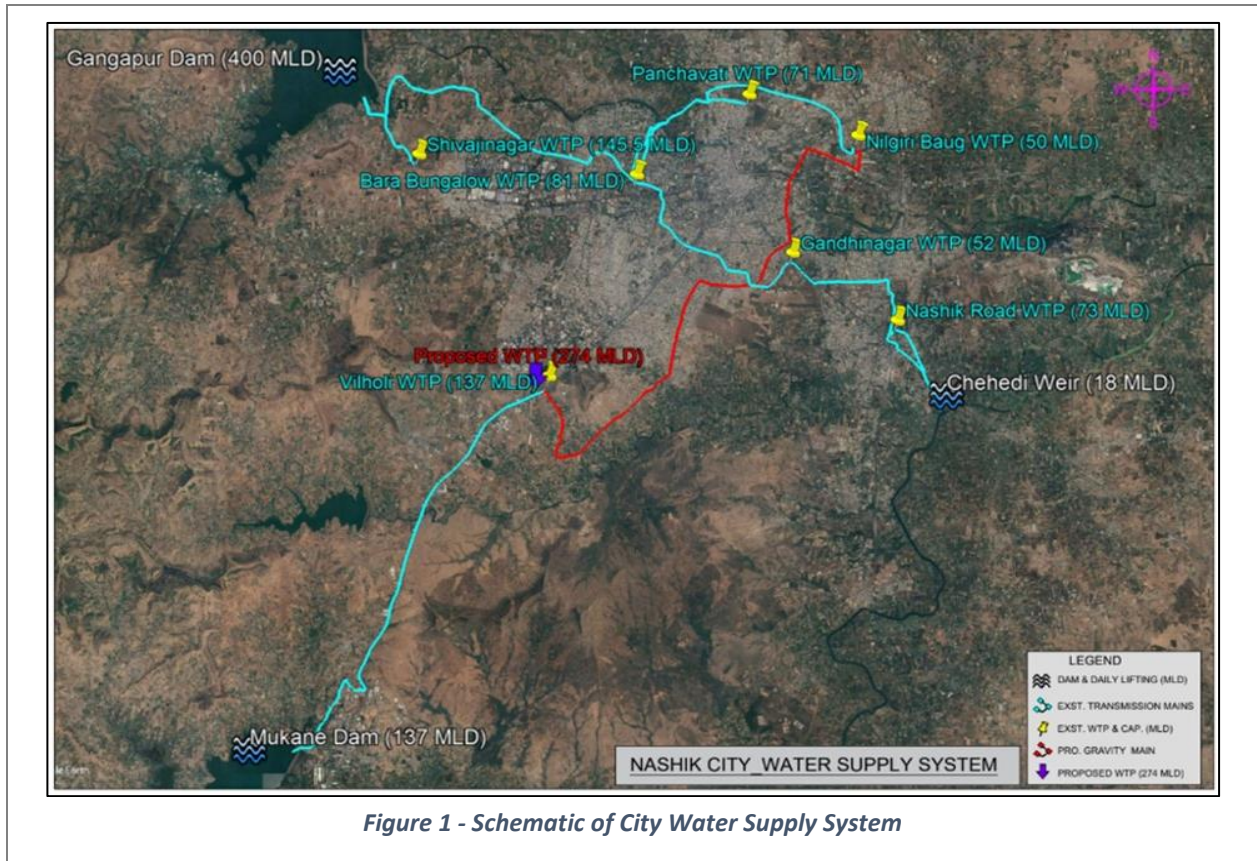 Gangapur Dam (400 MLD)
Panchavati WTP (71 MLD)
Shivajinagar WTP (145.5 MLD)
Nilgiri Baug WTP (50 MLD)
Bara Bungalow WTP (81 MLD)
Gandhinagar WTP (52 MLD)
Nashik Road WTP (73 MLD)
Proposed WTP (274 MLD)
Vilholi WTP (137 MLD)
Chehedi Weir (18 MLD)
Mukane Dam (137 MLD)
N
W E
S
LEGEND
DAM & DAILY LIFTING (MLD)
EXST. TRANSMISSION MAINS
EXST. WTP & CAP. (MLD)
PRO. GRAVITY MAIN
PROPOSED WTP (274 MLD)
NASHIK CITY_WATER SUPPLY SYSTEM
Figure 1 - Schematic of City Water Supply System